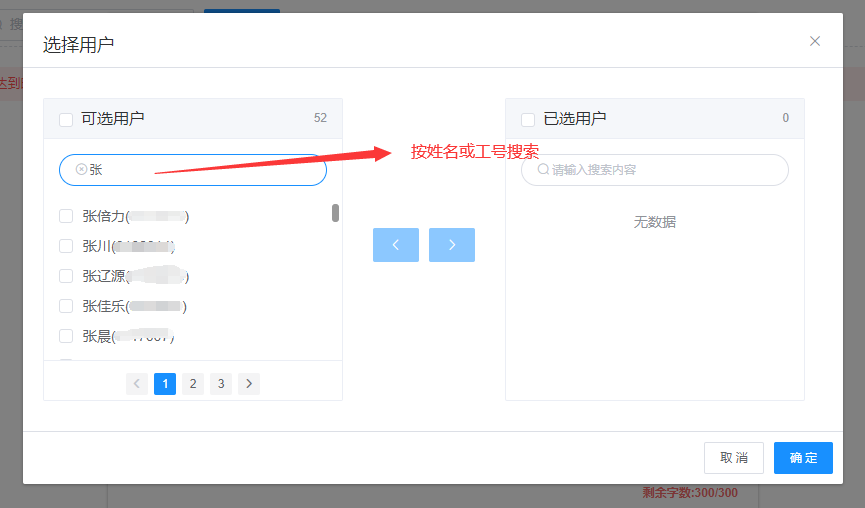 搜
选择用户
可选用户 52
张
张倍力(
张川(
张辽源(
张佳乐(
张晨(
1 2 3
按姓名或工号搜索
已选用户 0
请输入搜索内容
无数据
取消 确定
达到
剩余字数:300/300